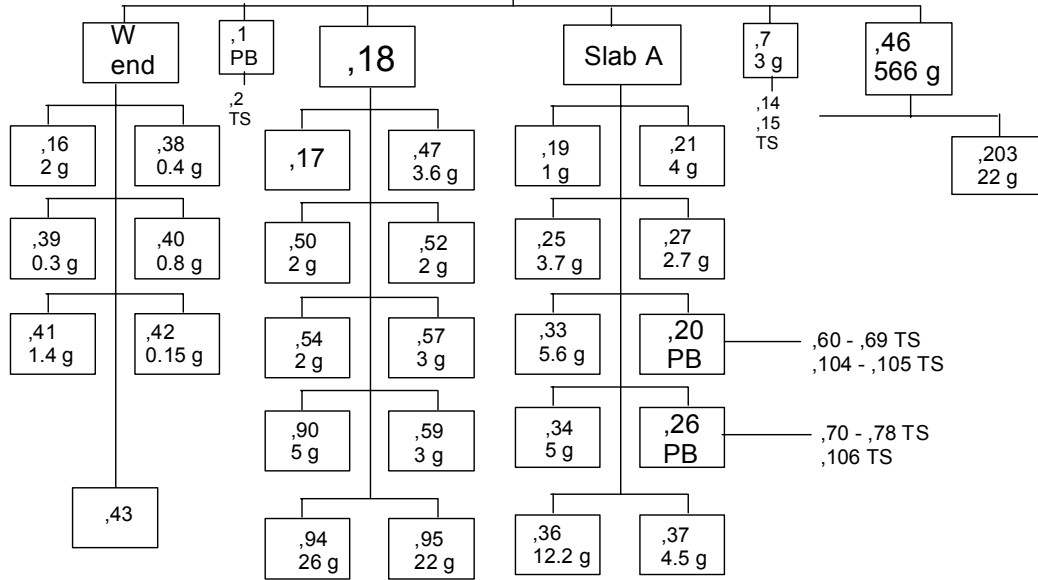 W
end
,1
PB
,2
TS
,18
Slab A
,7
3 g
,14
,15
TS
,46
566 g
,203
22 g
,16
2 g
,38
0.4 g
,39
0.3 g
,40
0.8 g
,41
1.4 g
,42
0.15 g
,43
,17
,47
3.6 g
,50
2 g
,52
2 g
,54
2 g
,57
3 g
,90
5 g
,59
3 g
,94
26 g
,95
22 g
,19
1 g
,21
4 g
,25
3.7 g
,27
2.7 g
,33
5.6 g
,20
PB
,60 - ,69 TS
,104 - ,105 TS
,34
5 g
,26
PB
,70 - ,78 TS
,106 TS
,36
12.2 g
,37
4.5 g